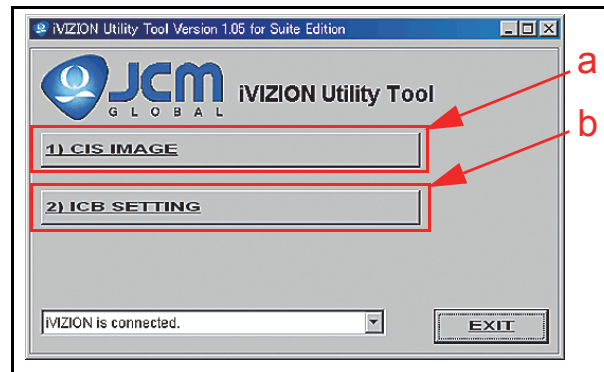 iVIZION Utility Tool Version 1.05 for Suite Edition
JCM
GLOBAL
iVIZION Utility Tool
a
1) CIS IMAGE
b
2) ICB SETTING
iVIZION is connected.
EXIT